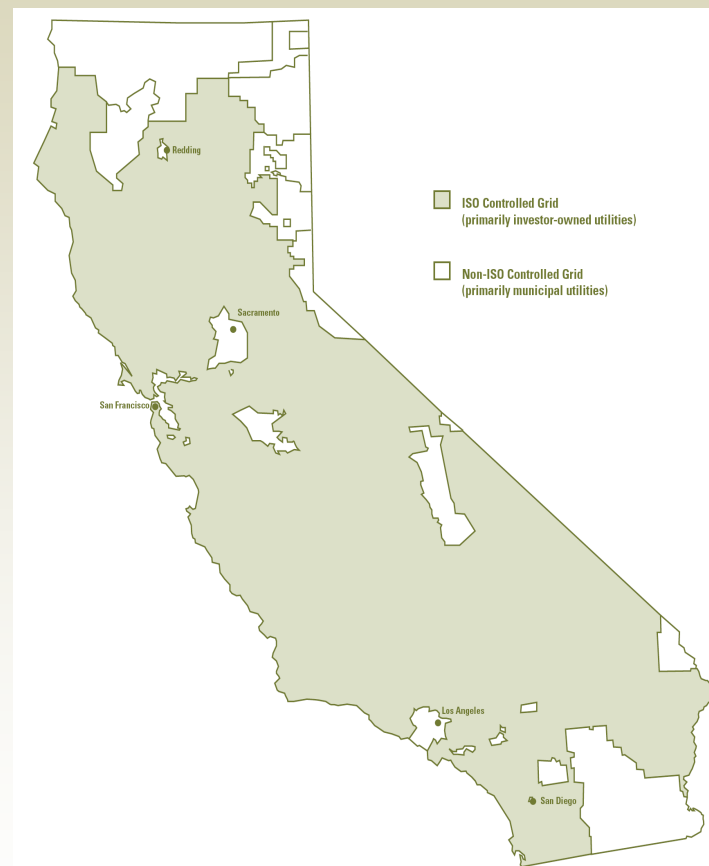 Redding
ISO Controlled Grid
(primarily investor-owned utilities)
Non-ISO Controlled Grid
(primarily municipal utilities)
Sacramento
San Francisco
Los Angeles
San Diego